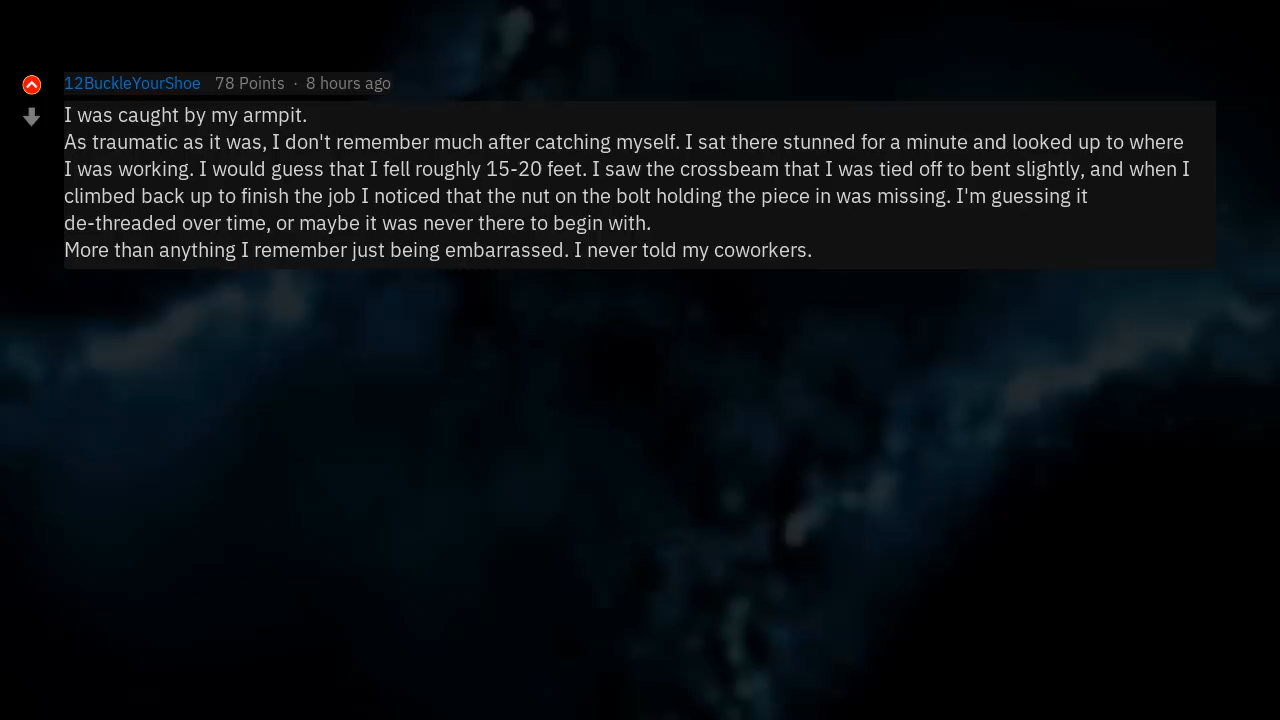 12BuckleYourShoe 78 Points · 8 hours ago
I was caught by my armpit.
As traumatic as it was, I don't remember much after catching myself. I sat there stunned for a minute and looked up to where
I was working. I would guess that I fell roughly 15-20 feet. I saw the crossbeam that I was tied off to bent slightly, and when I
climbed back up to finish the job I noticed that the nut on the bolt holding the piece in was missing. I'm guessing it
de-threaded over time, or maybe it was never there to begin with.
More than anything I remember just being embarrassed. I never told my coworkers.